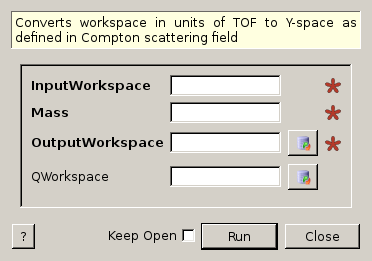 Converts workspace in units of TOF to Y-space as
defined in Compton scattering field
InputWorkspace
Mass
OutputWorkspace
QWorkspace
?
Keep Open
Run
Close